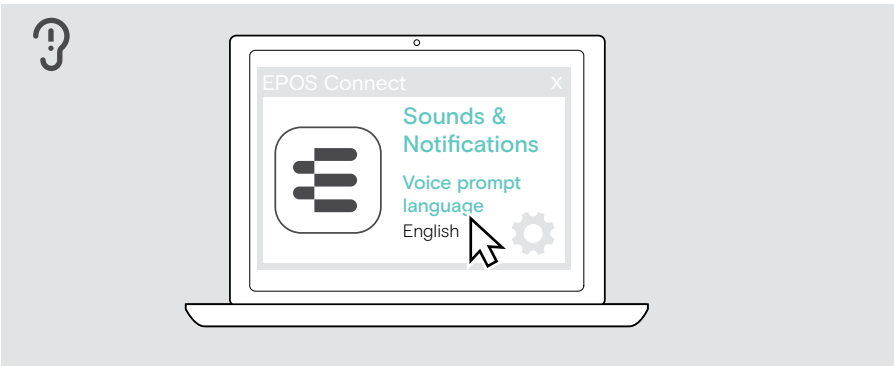 EPOS Connect x
Sounds &
Notifications
Voice prompt
language
English